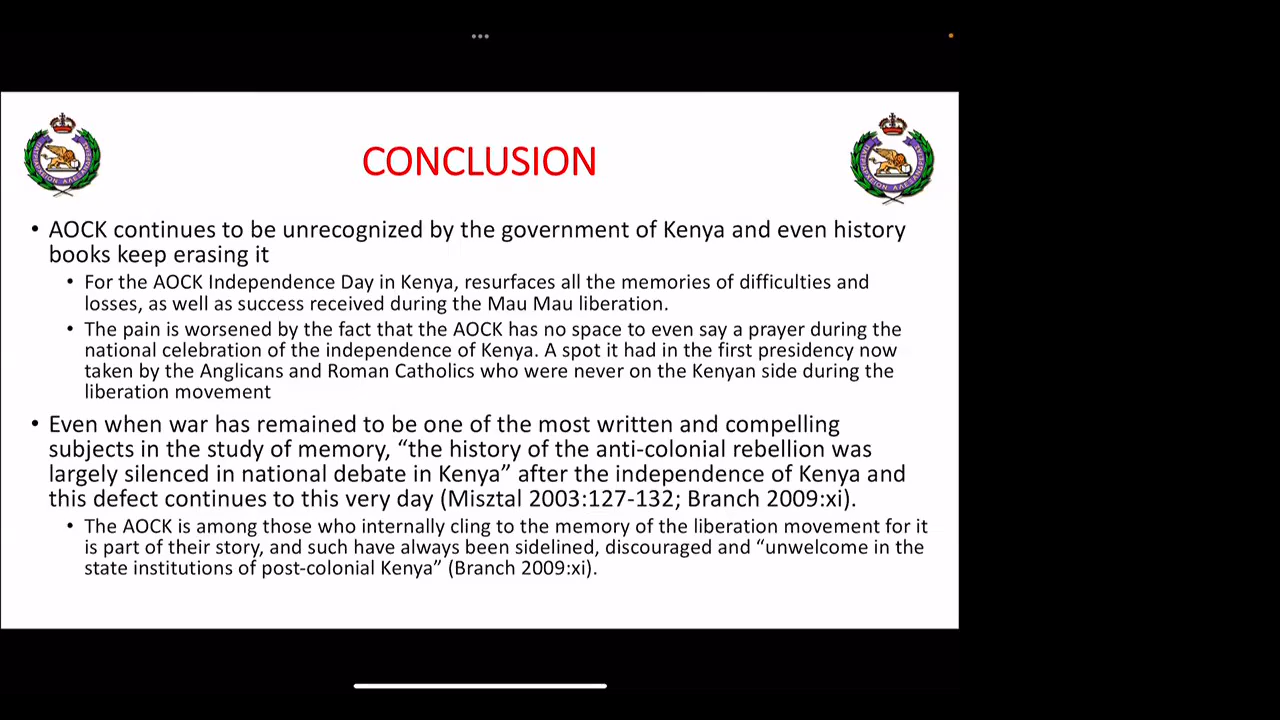 CONCLUSION
• AOCK continues to be unrecognized by the government of Kenya and even history
books keep erasing it
• For the AOCK Independence Day in Kenya, resurfaces all the memories of difficulties and
losses, as well as success received during the Mau Mau liberation.
• The pain is worsened by the fact that the AOCK has no space to even say a prayer during the
national celebration of the independence of Kenya. A spot it had in the first presidency now
taken by the Anglicans and Roman Catholics who were never on the Kenyan side during the
liberation movement
• Even when war has remained to be one of the most written and compelling
subjects in the study of memory, “the history of the anti-colonial rebellion was
largely silenced in national debate in Kenya” after the independence of Kenya and
this defect continues to this very day (Misztal 2003:127-132; Branch 2009:xi).
• The AOCK is among those who internally cling to the memory of the liberation movement for it
is part of their story, and such have always been sidelined, discouraged and “unwelcome in the
state institutions of post-colonial Kenya” (Branch 2009:xi).